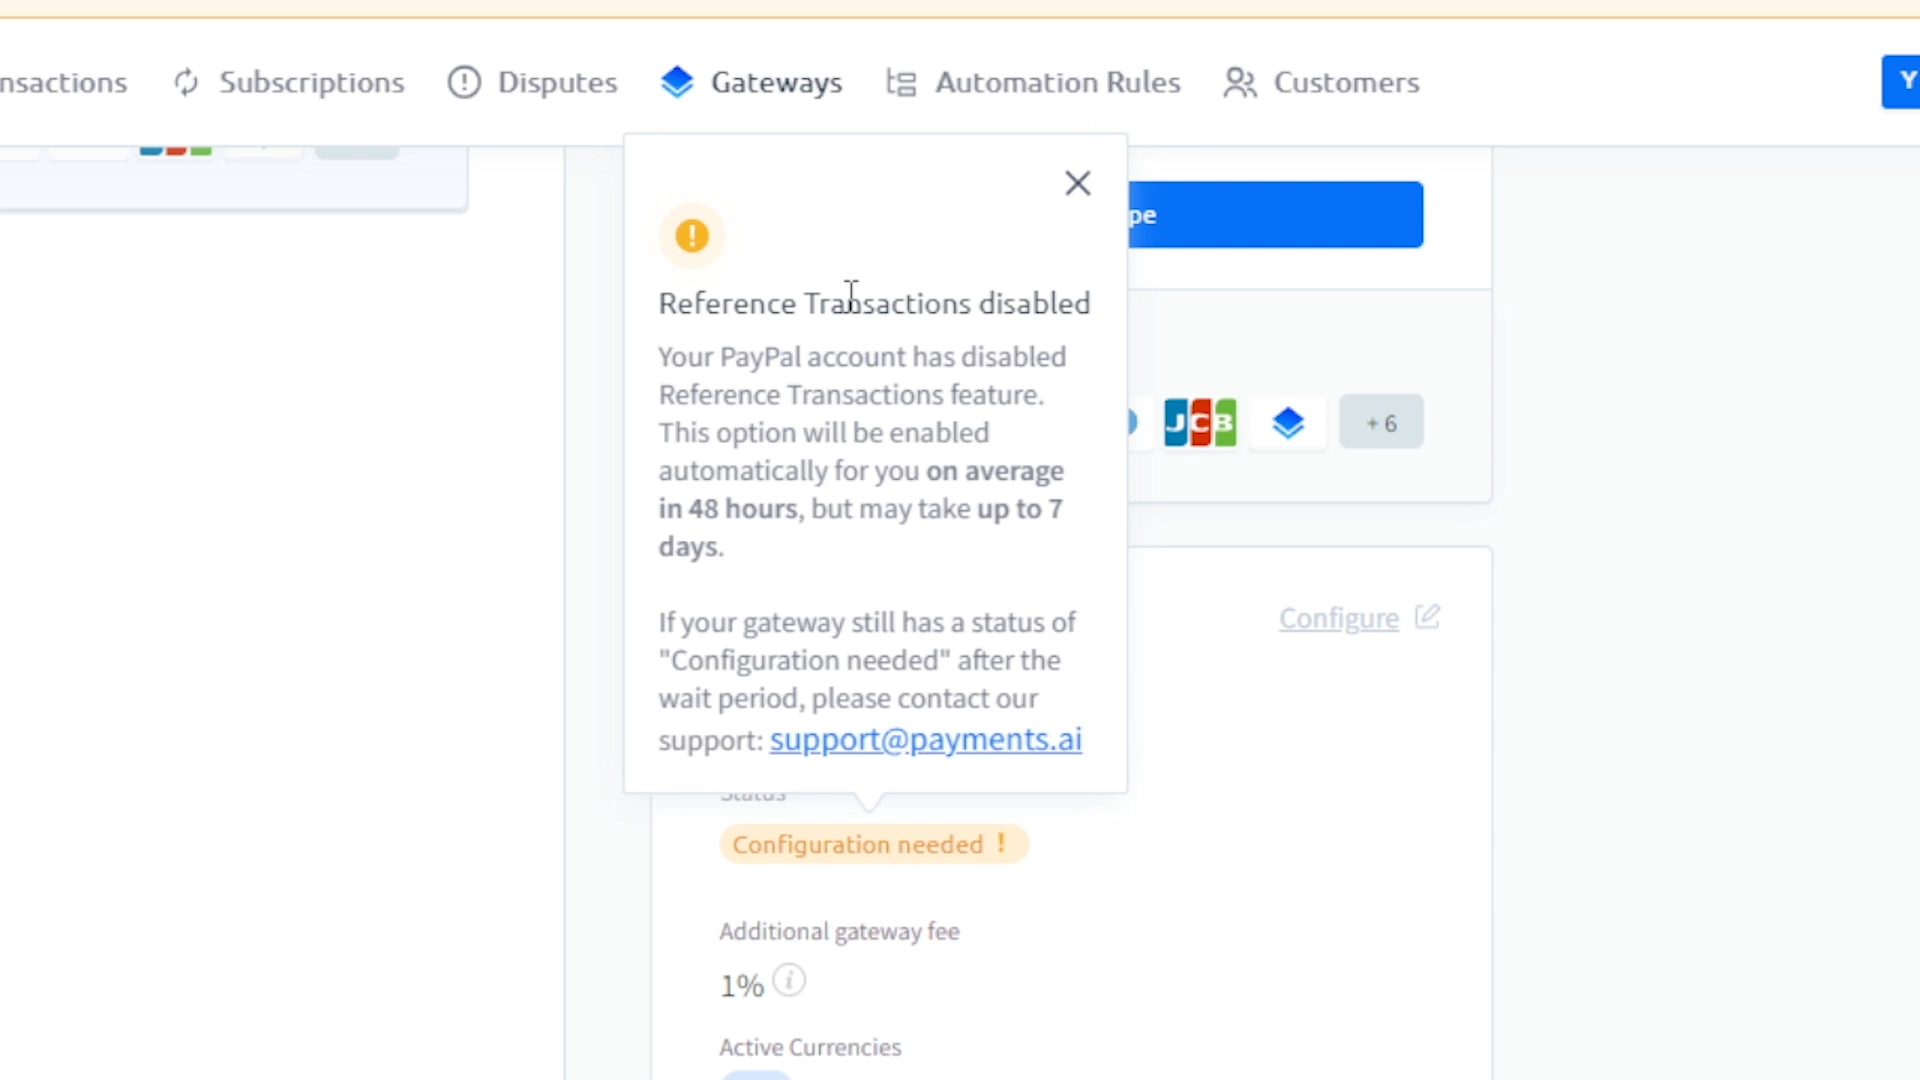 nsactions Subscriptions Disputes Gateways Automation Rules Customers Y
pe
Reference Transactions disabled
Your PayPal account has disabled
Reference Transactions feature.
This option will be enabled
automatically for you on average
in 48 hours, but may take up to 7
days.
JCB +6
If your gateway still has a status of
"Configuration needed" after the
wait period, please contact our
support: support@payments.ai
Configure
Status
Configuration needed !
Additional gateway fee
1%
Active Currencies